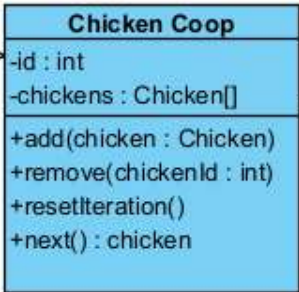 Chicken Coop
-id : int
-chickens : Chicken[]
+add(chicken : Chicken)
+remove(chickenId : int)
+resetIteration()
+next() : chicken